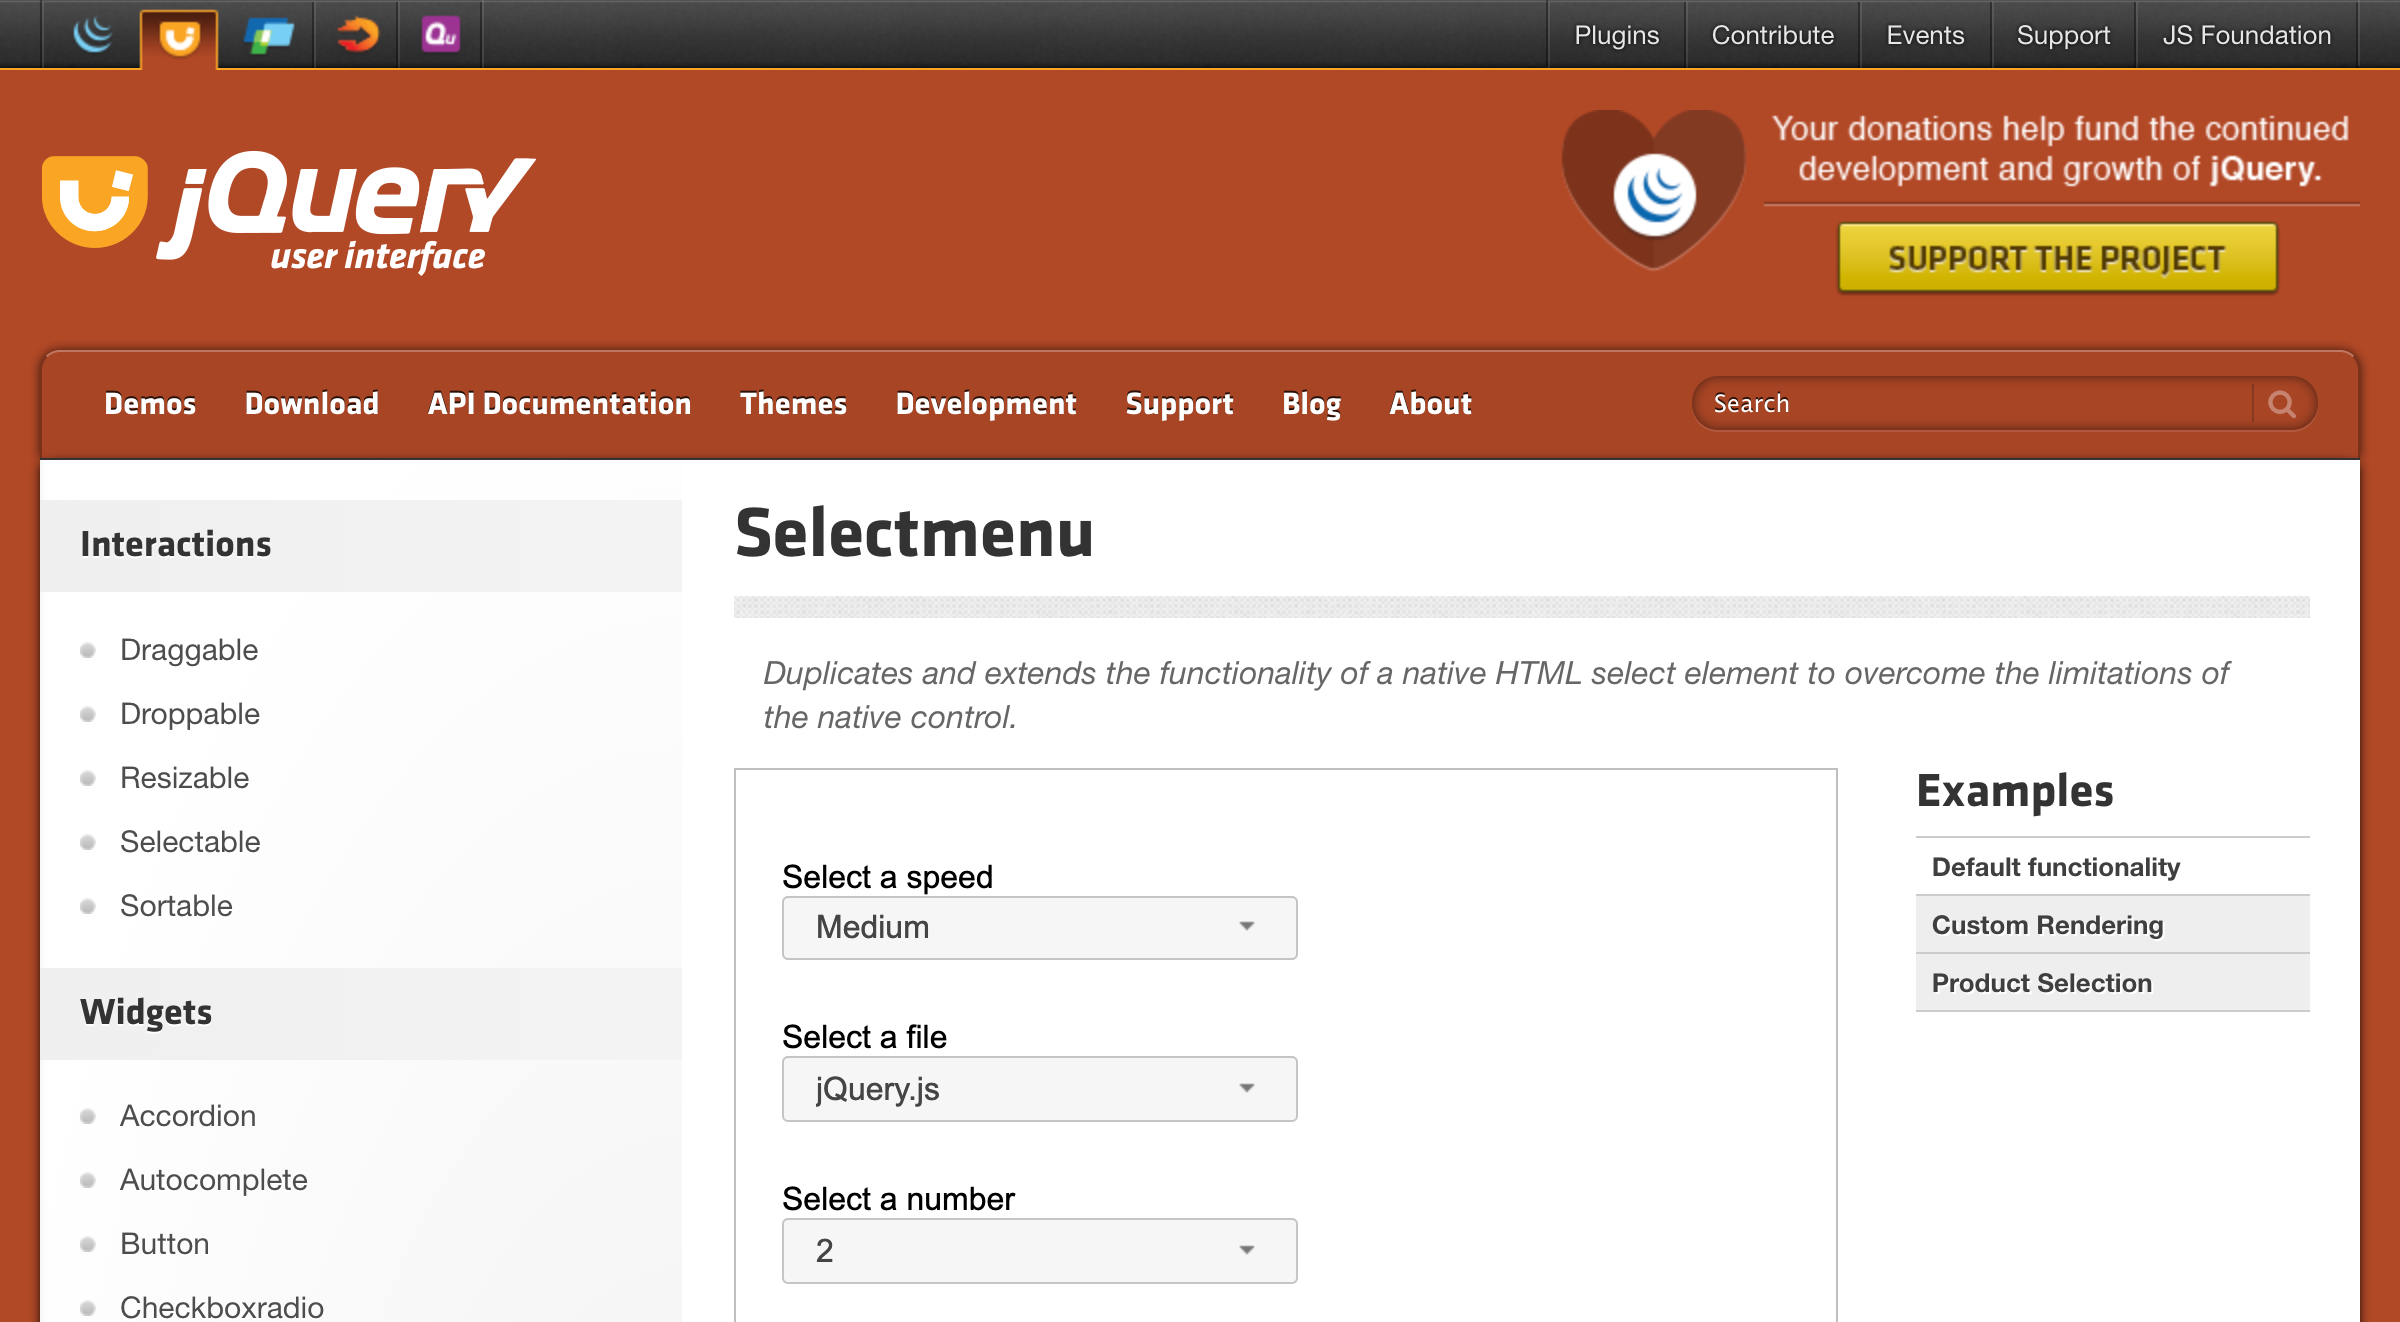 Qu
Plugins
Contribute
Events
Support
JS Foundation
jQuery
user interface
Your donations help fund the continued
development and growth of jQuery.
SUPPORT THE PROJECT
Demos
Download
API Documentation
Themes
Development
Support
Blog
About
Search
Interactions
Draggable
Droppable
Resizable
Selectable
Sortable
Widgets
Accordion
Autocomplete
Button
Checkboxradio
Selectmenu
Duplicates and extends the functionality of a native HTML select element to overcome the limitations of
the native control.
Select a speed
Medium
Select a file
jQuery.js
Select a number
2
Examples
Default functionality
Custom Rendering
Product Selection